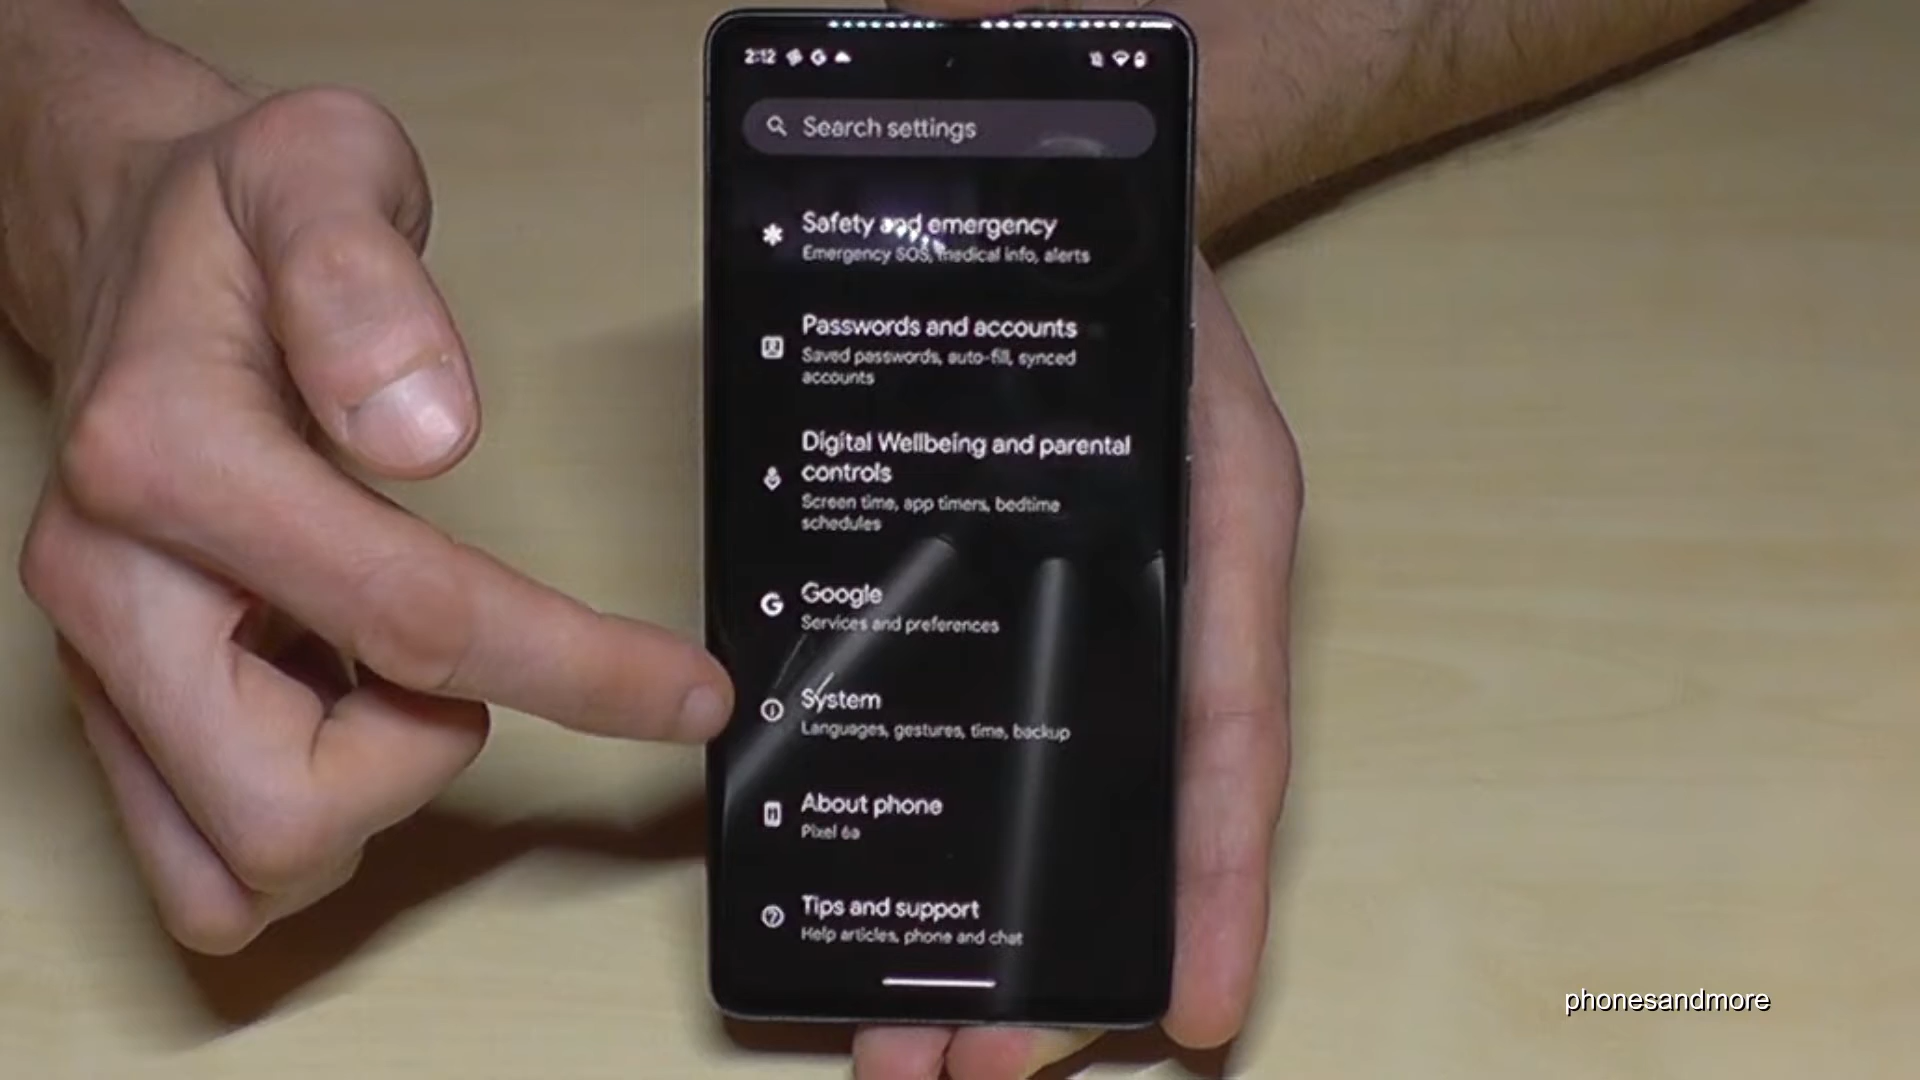 2:12
Search settings
Safety and emergency
Emergency SOS, medical info, alerts
Passwords and accounts
Saved passwords, auto-fill, synced
accounts
Digital Wellbeing and parental
controls
Screen time, app timers, bedtime
schedules
Google
Services and preferences
System
Languages, gestures, time, backup
About phone
Pixel 6a
Tips and support
Help articles, phone and chat
phonesandmore